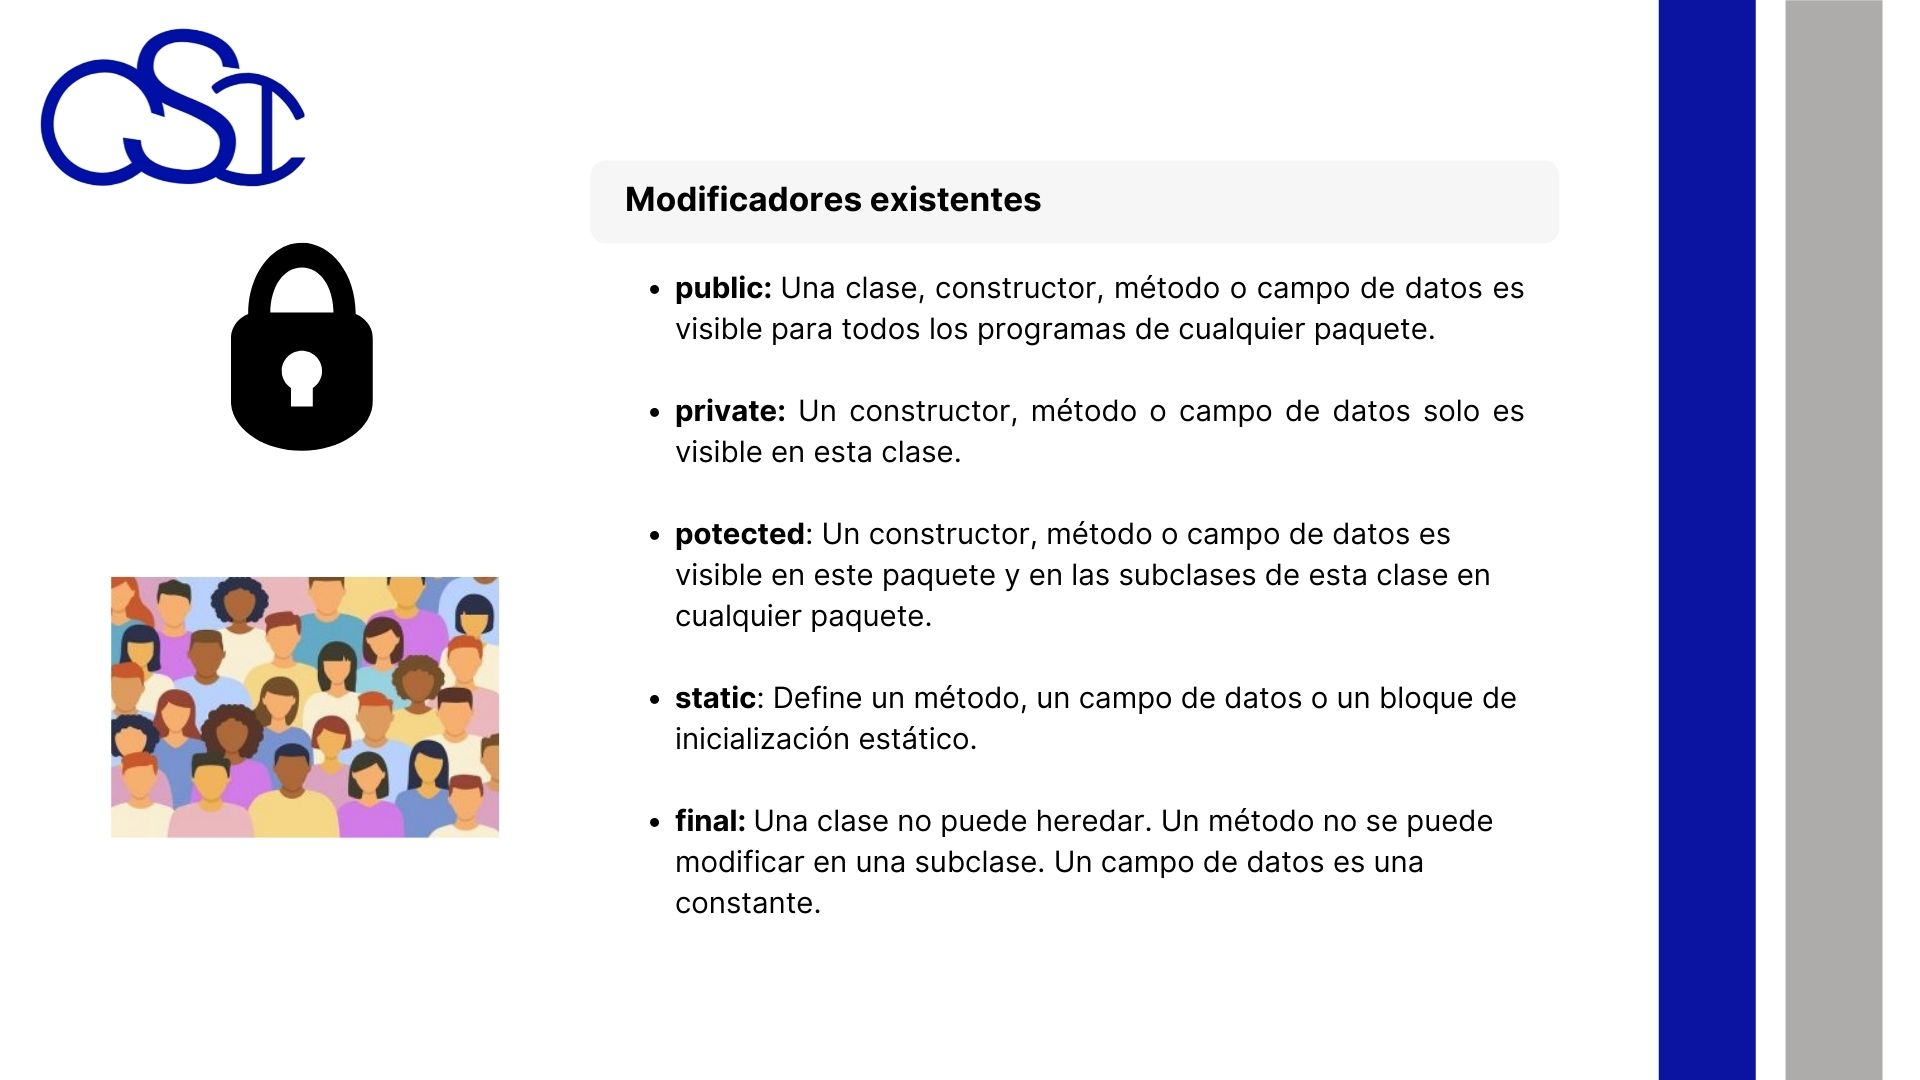 CSTI
Modificadores existentes
• public: Una clase, constructor, método o campo de datos es
visible para todos los programas de cualquier paquete.
• private: Un constructor, método o campo de datos solo es
visible en esta clase.
• potected: Un constructor, método o campo de datos es
visible en este paquete y en las subclases de esta clase en
cualquier paquete.
• static: Define un método, un campo de datos o un bloque de
inicialización estático.
• final: Una clase no puede heredar. Un método no se puede
modificar en una subclase. Un campo de datos es una
constante.